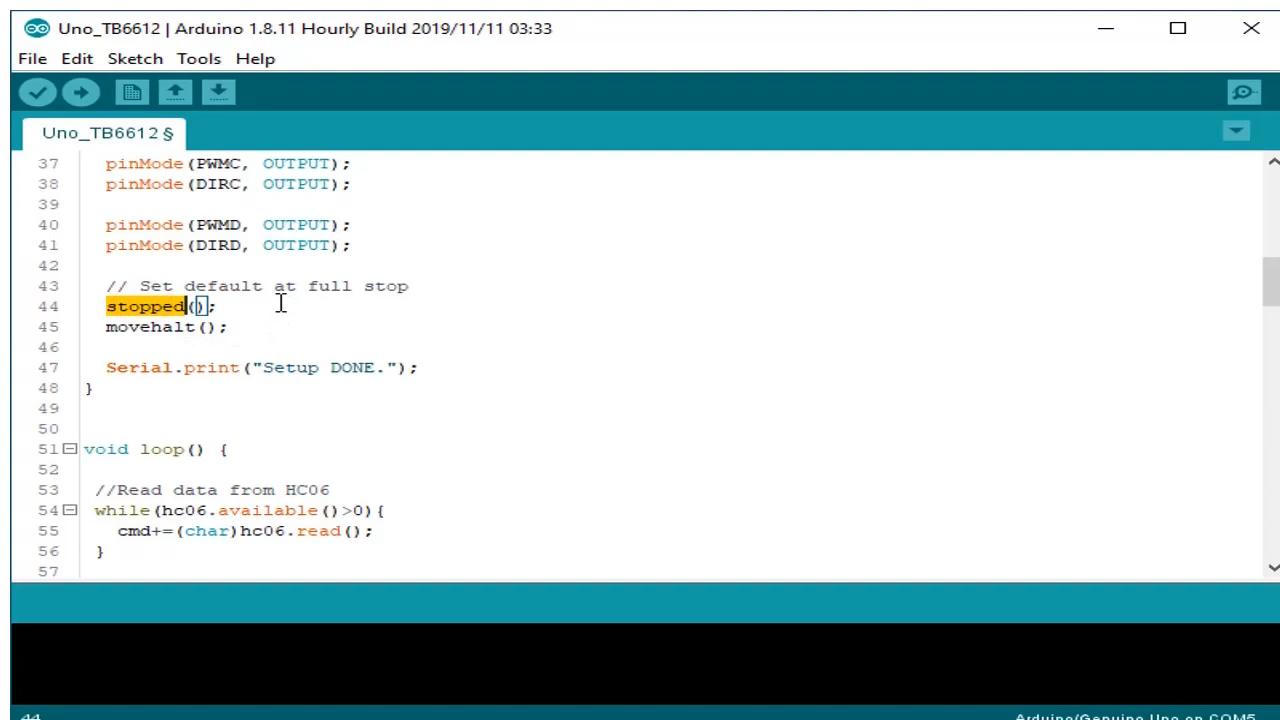 Uno_TB6612 | Arduino 1.8.11 Hourly Build 2019/11/11 03:33
File Edit Sketch Tools Help
Uno_TB6612 §
37 pinMode(PWMC, OUTPUT);
38 pinMode(DIRC, OUTPUT);
39
40 pinMode(PWMD, OUTPUT);
41 pinMode(DIRD, OUTPUT);
42
43 // Set default at full stop
44 stopped();
45 movehalt();
46
47 Serial.print("Setup DONE.");
48 }
49
50
51 void loop() {
52
53 //Read data from HC06
54 while(hc06.available()>0){
55 cmd+=(char)hc06.read();
56 }
57
44 Arduino/Genuino Uno on COM5